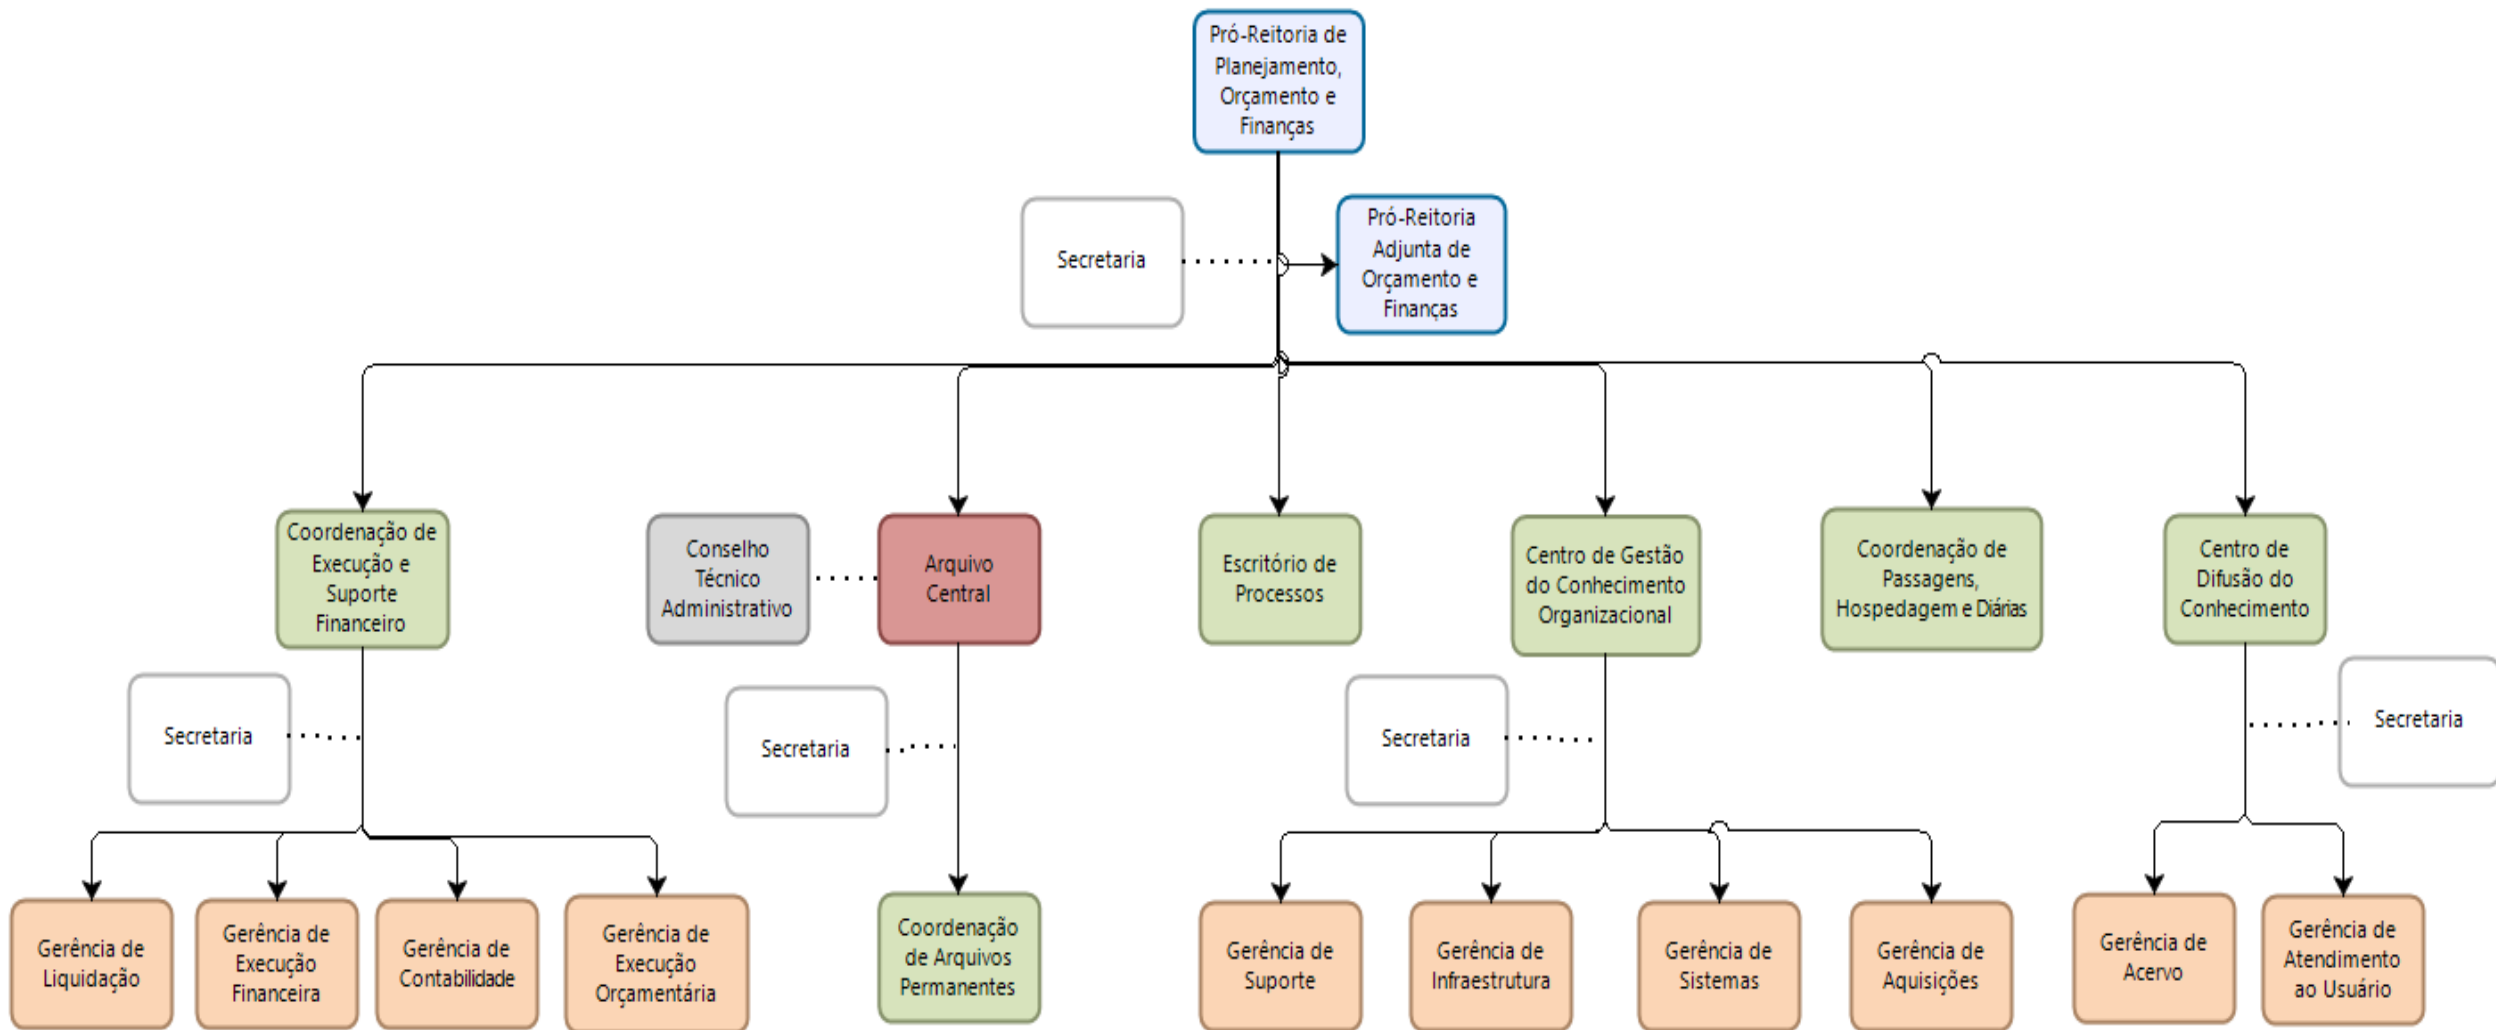 Pró-Reitoria de
Planejamento,
Orçamento e
Finanças
Secretaria
Pró-Reitoria
Adjunta de
Orçamento e
Finanças
Coordenação de
Execução e
Suporte
Financeiro
Conselho
Técnico
Administrativo
Arquivo
Central
Escritório de
Processos
Centro de Gestão
do Conhecimento
Organizacional
Coordenação de
Passagens,
Hospedagem e Diárias
Centro de
Difusão do
Conhecimento
Secretaria
Secretaria
Secretaria
Secretaria
Gerência de
Liquidação
Gerência de
Execução
Financeira
Gerência de
Contabilidade
Gerência de
Execução
Orçamentária
Coordenação
de Arquivos
Permanentes
Gerência de
Suporte
Gerência de
Infraestrutura
Gerência de
Sistemas
Gerência de
Aquisições
Gerência de
Acervo
Gerência de
Atendimento
ao Usuário